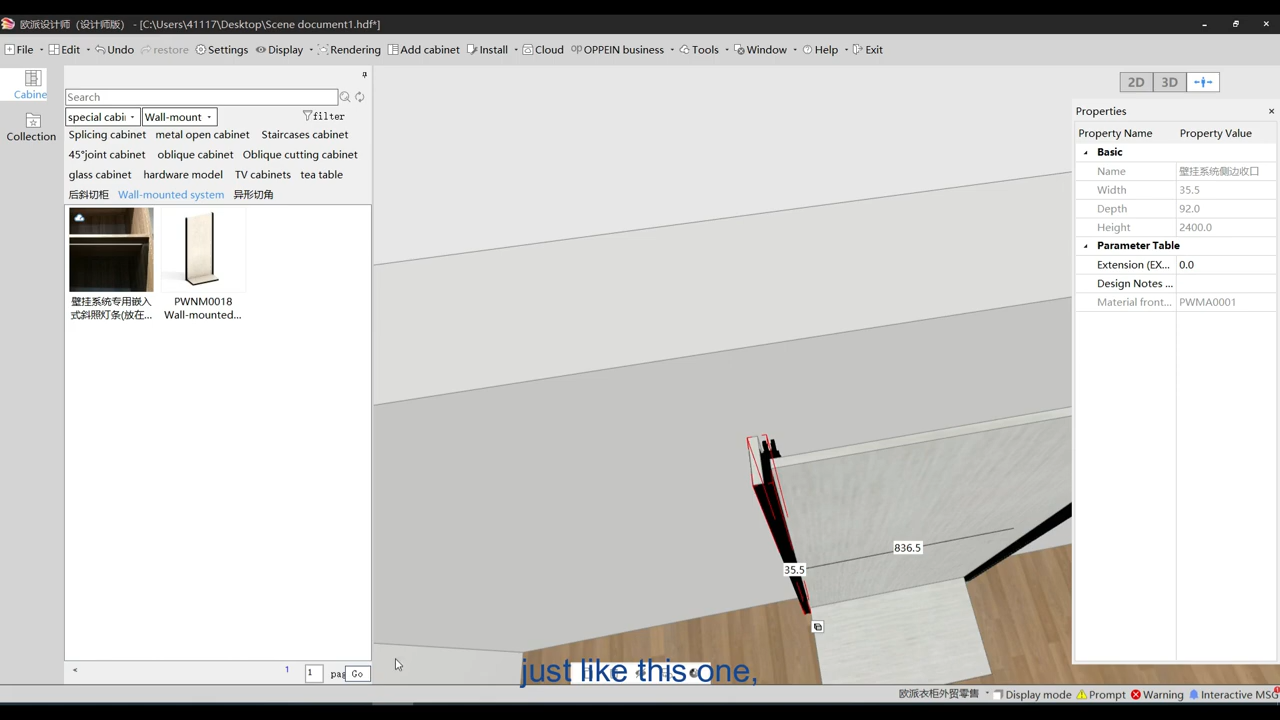 欧派设计师（设计师版） - [C:\Users\41117\Desktop\Scene document1.hdf*]
File Edit Undo restore Settings Display Rendering Add cabinet Install Cloud OPPEIN business Tools Window Help Exit
2D 3D
Cabine
Collection
Search
special cabi Wall-mount filter
Splicing cabinet metal open cabinet Staircases cabinet
45°joint cabinet oblique cabinet Oblique cutting cabinet
glass cabinet hardware model TV cabinets tea table
后斜切柜 Wall-mounted system 异形切角
壁挂系统专用嵌入
式斜照灯条(放在...
PWNM0018
Wall-mounted...
< 1 1 pag Go
836.5
35.5
Properties
Property Name Property Value
Basic
Name 壁挂系统侧边收口
Width 35.5
Depth 92.0
Height 2400.0
Parameter Table
Extension (EX... 0.0
Design Notes ...
Material front... PWMA0001
just like this one,
欧派衣柜外贸零售 Display mode Prompt Warning Interactive MSG